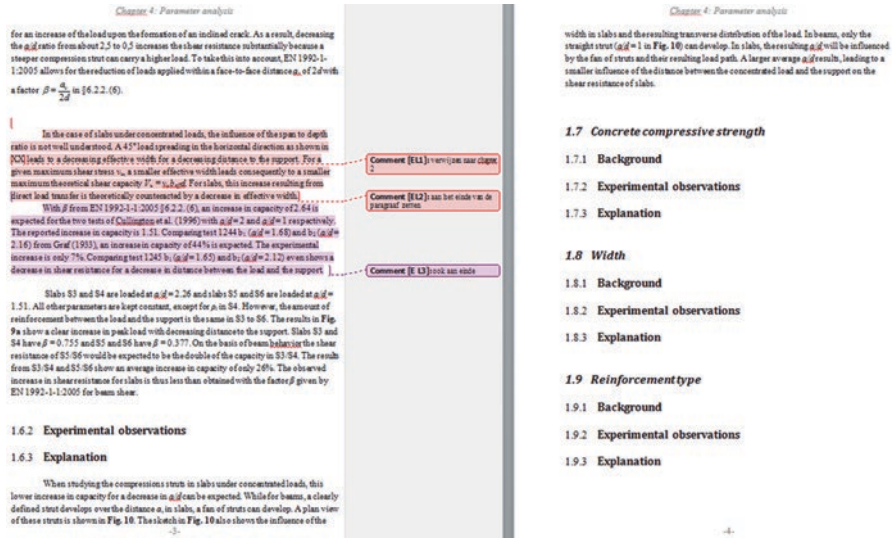 Chapter 4: Parameter analysis
for an increase of the load upon the formation of an inclined crack. As a result, decreasing
the a/d ratio from about 2,5 to 0,5 increases the shear resistance substantially because a
steeper compression strut can carry a higher load. To take this into account, EN 1992-1-
1:2005 allows for the reduction of loads applied within a face-to-face distance aᵥ of 2d with
a factor β = aᵥ/2d in §6.2.2.(6).
In the case of slabs under concentrated loads, the influence of the span to depth
ratio is not well understood. A 45° load spreading in the horizontal direction as shown in
[XX] leads to a decreasing effective width for a decreasing distance to the support. For a
given maximum shear stress vᵤ, a smaller effective width leads consequently to a smaller
maximum theoretical shear capacity Vᵤ = vᵤbₑffd. For slabs, this increase resulting from
direct load transfer is theoretically counteracted by a decrease in effective width.
With β from EN 1992-1-1:2005 §6.2.2. (6), an increase in capacity of 2.64 is
expected for the two tests of Cullington et al. (1996) with a/d = 2 and a/d = 1 respectively.
The reported increase in capacity is 1.51. Comparing test 1244 b₁ (a/d = 1.68) and b₂ (a/d =
2.16) from Graf (1933), an increase in capacity of 44% is expected. The experimental
increase is only 7%. Comparing test 1245 b₁ (a/d = 1.65) and b₂ (a/d = 2.12) even shows a
decrease in shear resistance for a decrease in distance between the load and the support.
Comment [EL1]: verwijzen naar chapter
2
Comment [EL2]: aan het einde van de
paragraaf zetten
Comment [E L3]: ook aan einde
Slabs S3 and S4 are loaded at a/d = 2.26 and slabs S5 and S6 are loaded at a/d =
1.51. All other parameters are kept constant, except for ρₗ in S4. However, the amount of
reinforcement between the load and the support is the same in S3 to S6. The results in Fig.
9a show a clear increase in peak load with decreasing distance to the support. Slabs S3 and
S4 have β = 0.755 and S5 and S6 have β = 0.377. On the basis of beam behavior the shear
resistance of S5/S6 would be expected to be the double of the capacity in S3/S4. The results
from S3/S4 and S5/S6 show an average increase in capacity of only 26%. The observed
increase in shear resistance for slabs is thus less than obtained with the factor β given by
EN 1992-1-1:2005 for beam shear.
1.6.2 Experimental observations
1.6.3 Explanation
When studying the compressions struts in slabs under concentrated loads, this
lower increase in capacity for a decrease in a/d can be expected. While for beams, a clearly
defined strut develops over the distance a, in slabs, a fan of struts can develop. A plan view
of these struts is shown in Fig. 10. The sketch in Fig. 10 also shows the influence of the
-3-
Chapter 4: Parameter analysis
width in slabs and the resulting transverse distribution of the load. In beams, only the
straight strut (a/d = 1 in Fig. 10) can develop. In slabs, the resulting a/d will be influenced
by the fan of struts and their resulting load path. A larger average a/d results, leading to a
smaller influence of the distance between the concentrated load and the support on the
shear resistance of slabs.
1.7 Concrete compressive strength
1.7.1 Background
1.7.2 Experimental observations
1.7.3 Explanation
1.8 Width
1.8.1 Background
1.8.2 Experimental observations
1.8.3 Explanation
1.9 Reinforcement type
1.9.1 Background
1.9.2 Experimental observations
1.9.3 Explanation
-4-